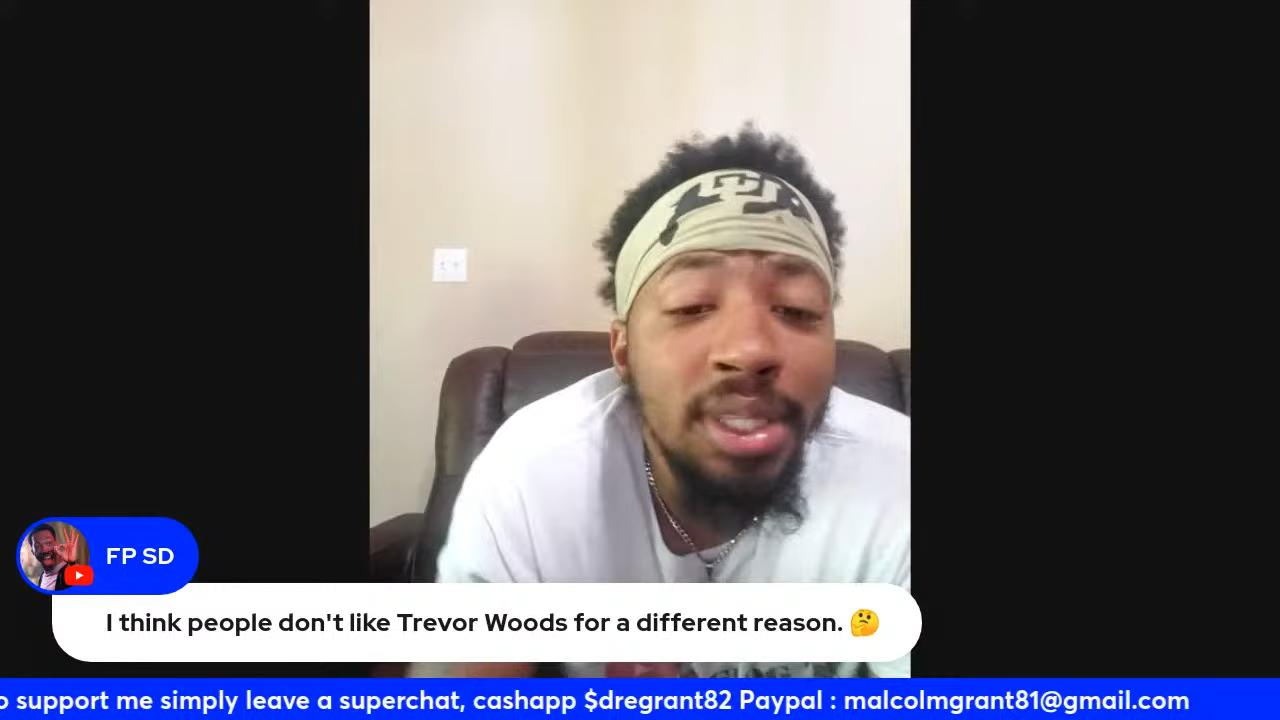 CU
FP SD
I think people don't like Trevor Woods for a different reason. 🤔
o support me simply leave a superchat, cashapp $dregrant82 Paypal : malcolmgrant81@gmail.com